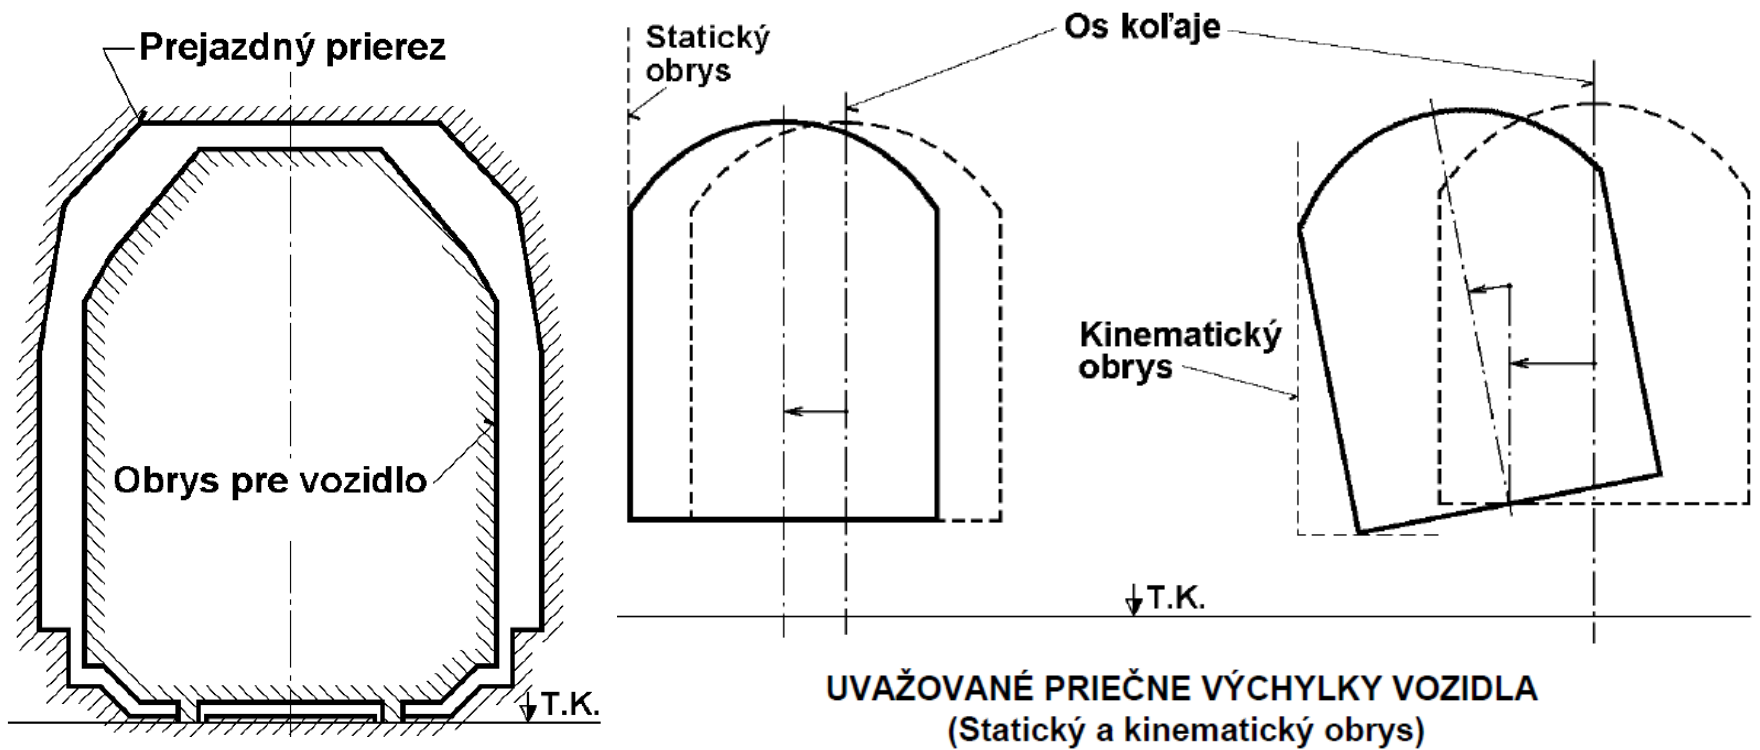 Prejazdný prierez
Obrys pre vozidlo
T.K.
Statický
obrys
Os koľaje
Kinematický
obrys
T.K.
UVAŽOVANÉ PRIEČNE VÝCHYLKY VOZIDLA
(Statický a kinematický obrys)